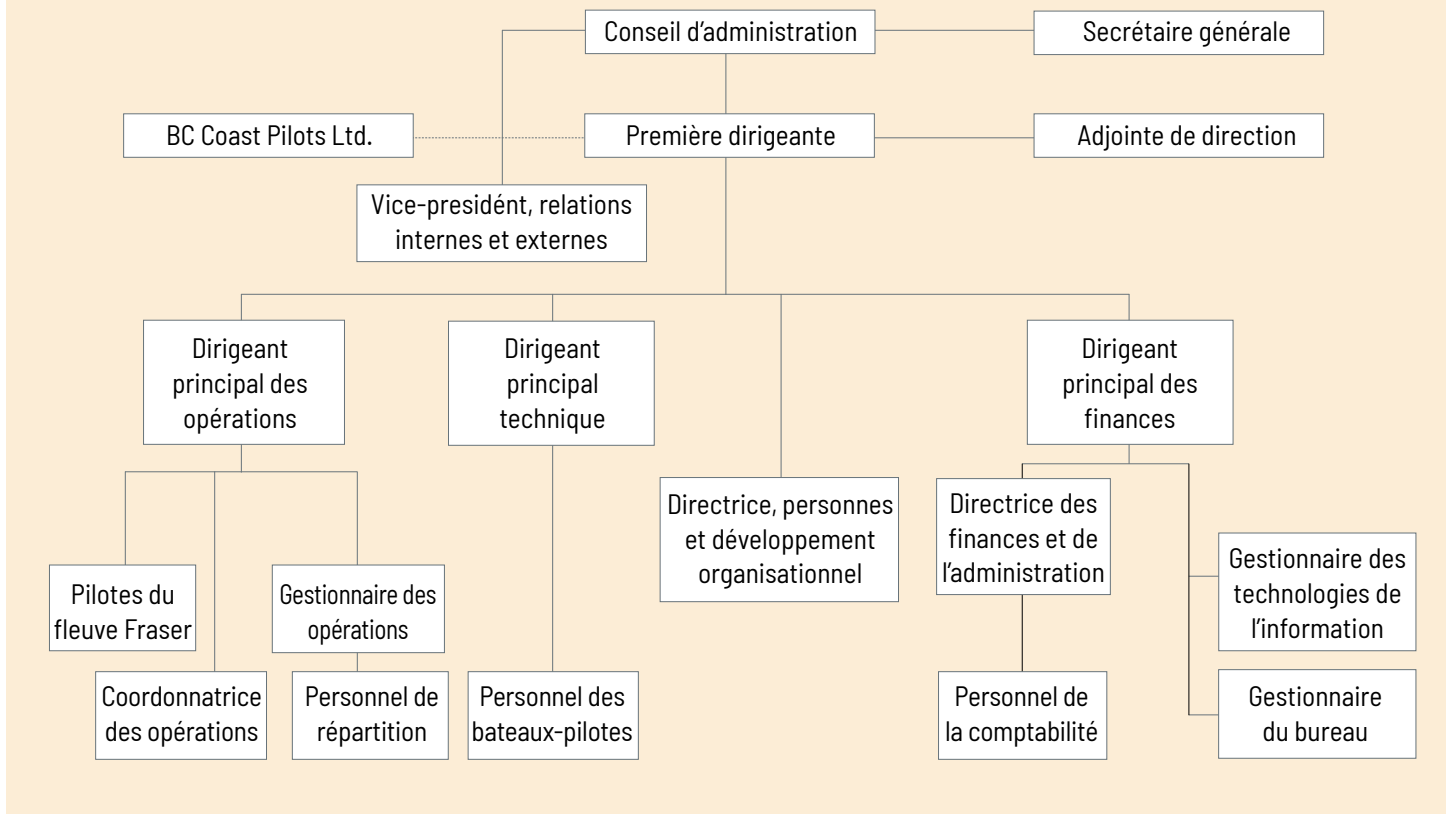 Conseil d'administration
Secrétaire générale
BC Coast Pilots Ltd.
Première dirigeante
Adjointe de direction
Vice-présidént, relations
internes et externes
Dirigeant
principal des
opérations
Dirigeant
principal
technique
Dirigeant
principal des
finances
Directrice, personnes
et développement
organisationnel
Directrice des
finances et de
l'administration
Gestionnaire des
technologies de
l'information
Pilotes du
fleuve Fraser
Gestionnaire des
opérations
Coordonnatrice
des opérations
Personnel de
répartition
Personnel des
bateaux-pilotes
Personnel de
la comptabilité
Gestionnaire
du bureau